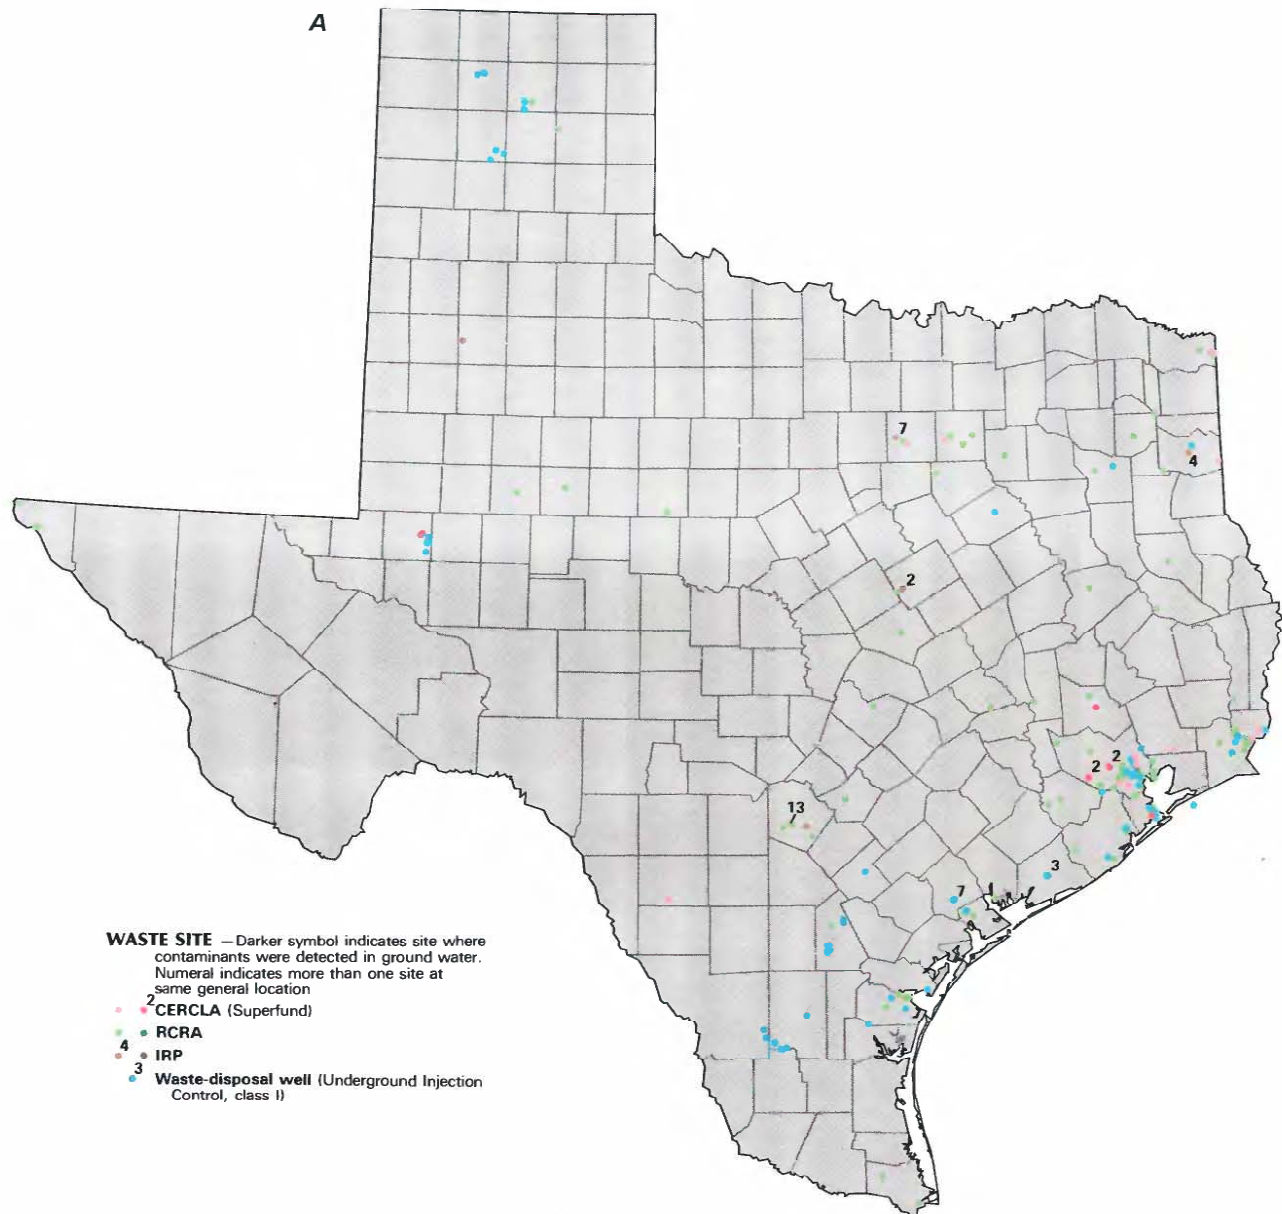 A
7
4
2
2
2
13
3
7
WASTE SITE —Darker symbol indicates site where
contaminants were detected in ground water.
Numeral indicates more than one site at
same general location
2
CERCLA (Superfund)
RCRA
4
IRP
3
Waste-disposal well (Underground Injection
Control, class I)